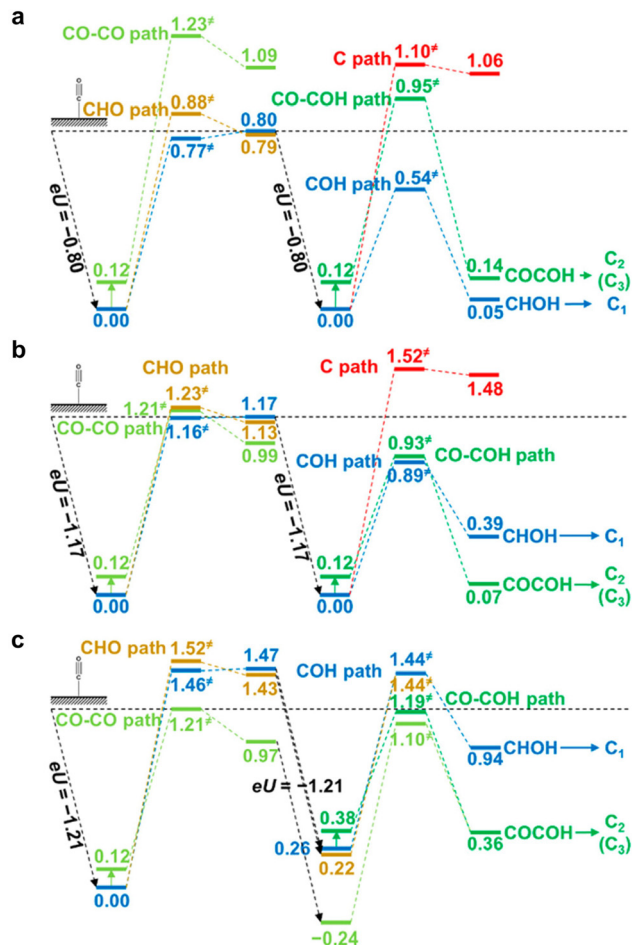 a
CO-CO path
1.23≠
1.09
C path
1.10≠
1.06
O
C
CHO path
0.88≠
CO-COH path
0.95≠
0.80
0.79
0.77≠
COH path
0.54≠
eU = −0.80
eU = −0.80
0.12
0.12
0.14
COCOH
C2
(C3)
0.00
0.00
0.05
CHOH
C1
b
O
C
CHO path
1.23≠
1.21≠
CO-CO path
1.16≠
1.17
1.13
0.99
C path
1.52≠
1.48
COH path
0.93≠
CO-COH path
0.89≠
eU = −1.17
eU = −1.17
0.39
CHOH
C1
0.12
0.12
0.07
COCOH
C2
(C3)
0.00
0.00
c
O
C
CHO path
1.52≠
1.47
COH path
1.44≠
1.46≠
1.43
1.44≠
CO-COH path
1.19≠
CO-CO path
1.21≠
1.10≠
0.97
0.94
CHOH
C1
eU = −1.21
eU = −1.21
0.12
0.38
0.36
COCOH
C2
(C3)
0.26
0.22
0.00
−0.24